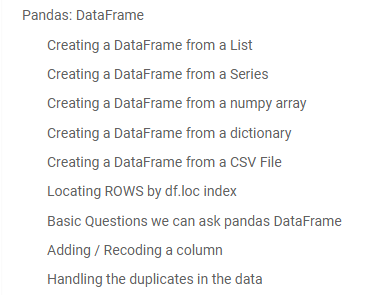 Pandas: DataFrame
Creating a DataFrame from a List
Creating a DataFrame from a Series
Creating a DataFrame from a numpy array
Creating a DataFrame from a dictionary
Creating a DataFrame from a CSV File
Locating ROWS by df.loc index
Basic Questions we can ask pandas DataFrame
Adding / Recoding a column
Handling the duplicates in the data